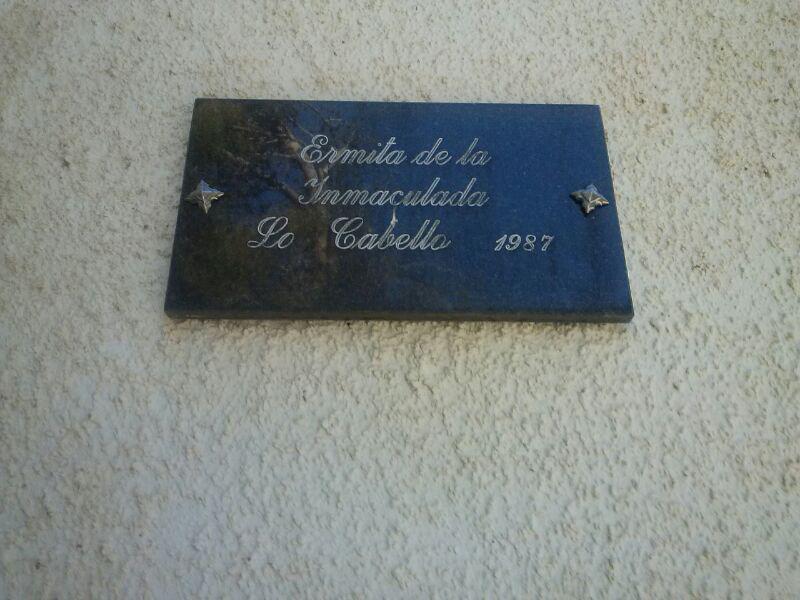 Ermita de la
Inmaculada
Lo Cabello 1987